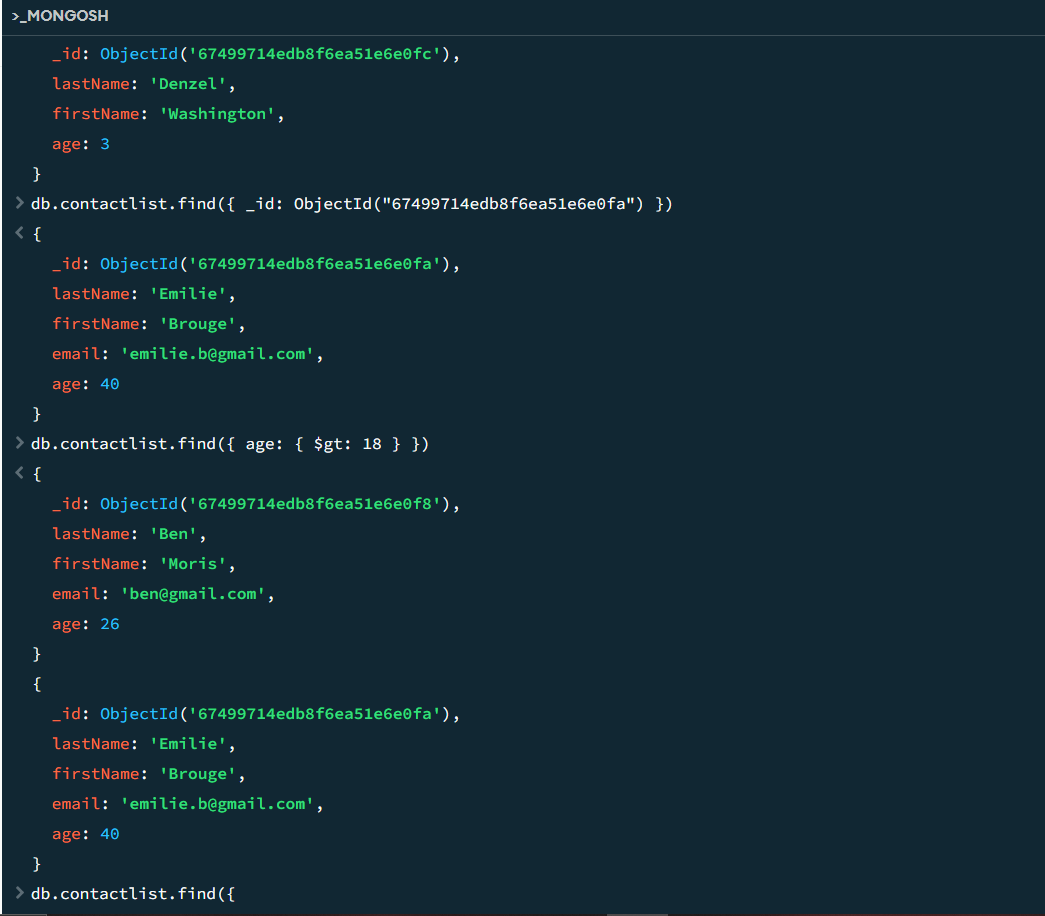 >_MONGOSH
_id: ObjectId('67499714edb8f6ea51e6e0fc'),
lastName: 'Denzel',
firstName: 'Washington',
age: 3
}
> db.contactlist.find({ _id: ObjectId("67499714edb8f6ea51e6e0fa") })
< {
_id: ObjectId('67499714edb8f6ea51e6e0fa'),
lastName: 'Emilie',
firstName: 'Brouge',
email: 'emilie.b@gmail.com',
age: 40
}
> db.contactlist.find({ age: { $gt: 18 } })
< {
_id: ObjectId('67499714edb8f6ea51e6e0f8'),
lastName: 'Ben',
firstName: 'Moris',
email: 'ben@gmail.com',
age: 26
}
{
_id: ObjectId('67499714edb8f6ea51e6e0fa'),
lastName: 'Emilie',
firstName: 'Brouge',
email: 'emilie.b@gmail.com',
age: 40
}
> db.contactlist.find({